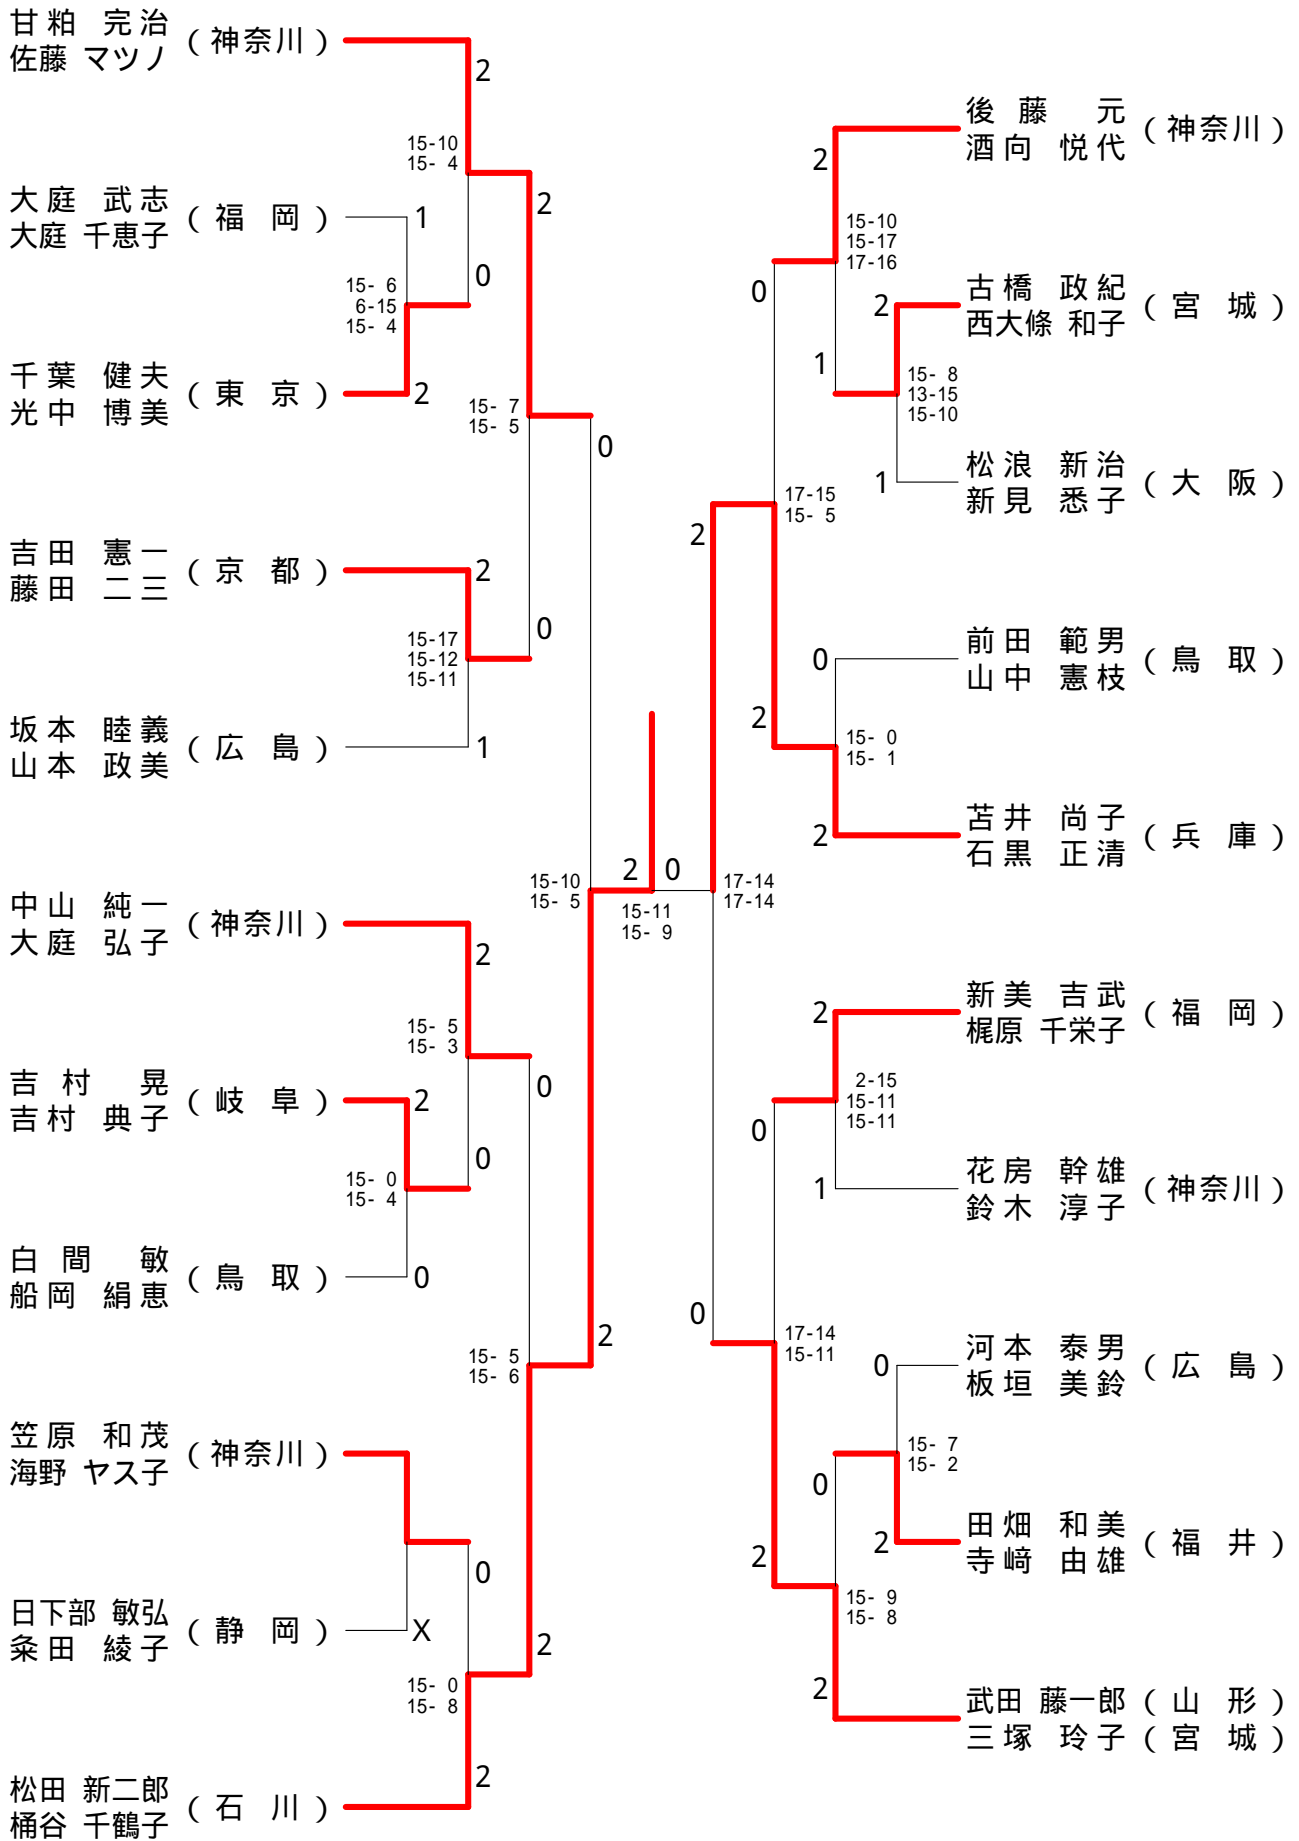 甘粕 完治
佐藤 マツノ
(神奈川)
2
15-10
15- 4
大庭 武志
大庭 千恵子
(福岡)
1
2
0
15- 6
6-15
15- 4
千葉 健夫
光中 博美
(東京)
2
15- 7
15- 5
0
吉田 憲一
藤田 二三
(京都)
2
0
15-17
15-12
15-11
坂本 睦義
山本 政美
(広島)
1
15-10
15- 5
2
0
15-11
15- 9
中山 純一
大庭 弘子
(神奈川)
2
15- 5
15- 3
0
吉村 晃
吉村 典子
(岐阜)
2
0
15- 0
15- 4
白間 敏
船岡 絹恵
(鳥取)
0
2
15- 5
15- 6
笠原 和茂
海野 ヤス子
(神奈川)
0
日下部 敏弘
粂田 綾子
(静岡)
X
2
15- 0
15- 8
松田 新二郎
桶谷 千鶴子
(石川)
2
後藤 元
酒向 悦代
(神奈川)
2
15-10
15-17
17-16
0
古橋 政紀
西大條 和子
(宮城)
2
1
15- 8
13-15
15-10
松浪 新治
新見 悉子
(大阪)
1
17-15
15- 5
2
前田 範男
山中 憲枝
(鳥取)
0
2
15- 0
15- 1
苫井 尚子
石黒 正清
(兵庫)
2
17-14
17-14
新美 吉武
梶原 千栄子
(福岡)
2
2-15
15-11
15-11
0
花房 幹雄
鈴木 淳子
(神奈川)
1
0
17-14
15-11
河本 泰男
板垣 美鈴
(広島)
0
15- 7
15- 2
0
田畑 和美
寺﨑 由雄
(福井)
2
2
15- 9
15- 8
武田 藤一郎 (山形)
三塚 玲子 (宮城)
2